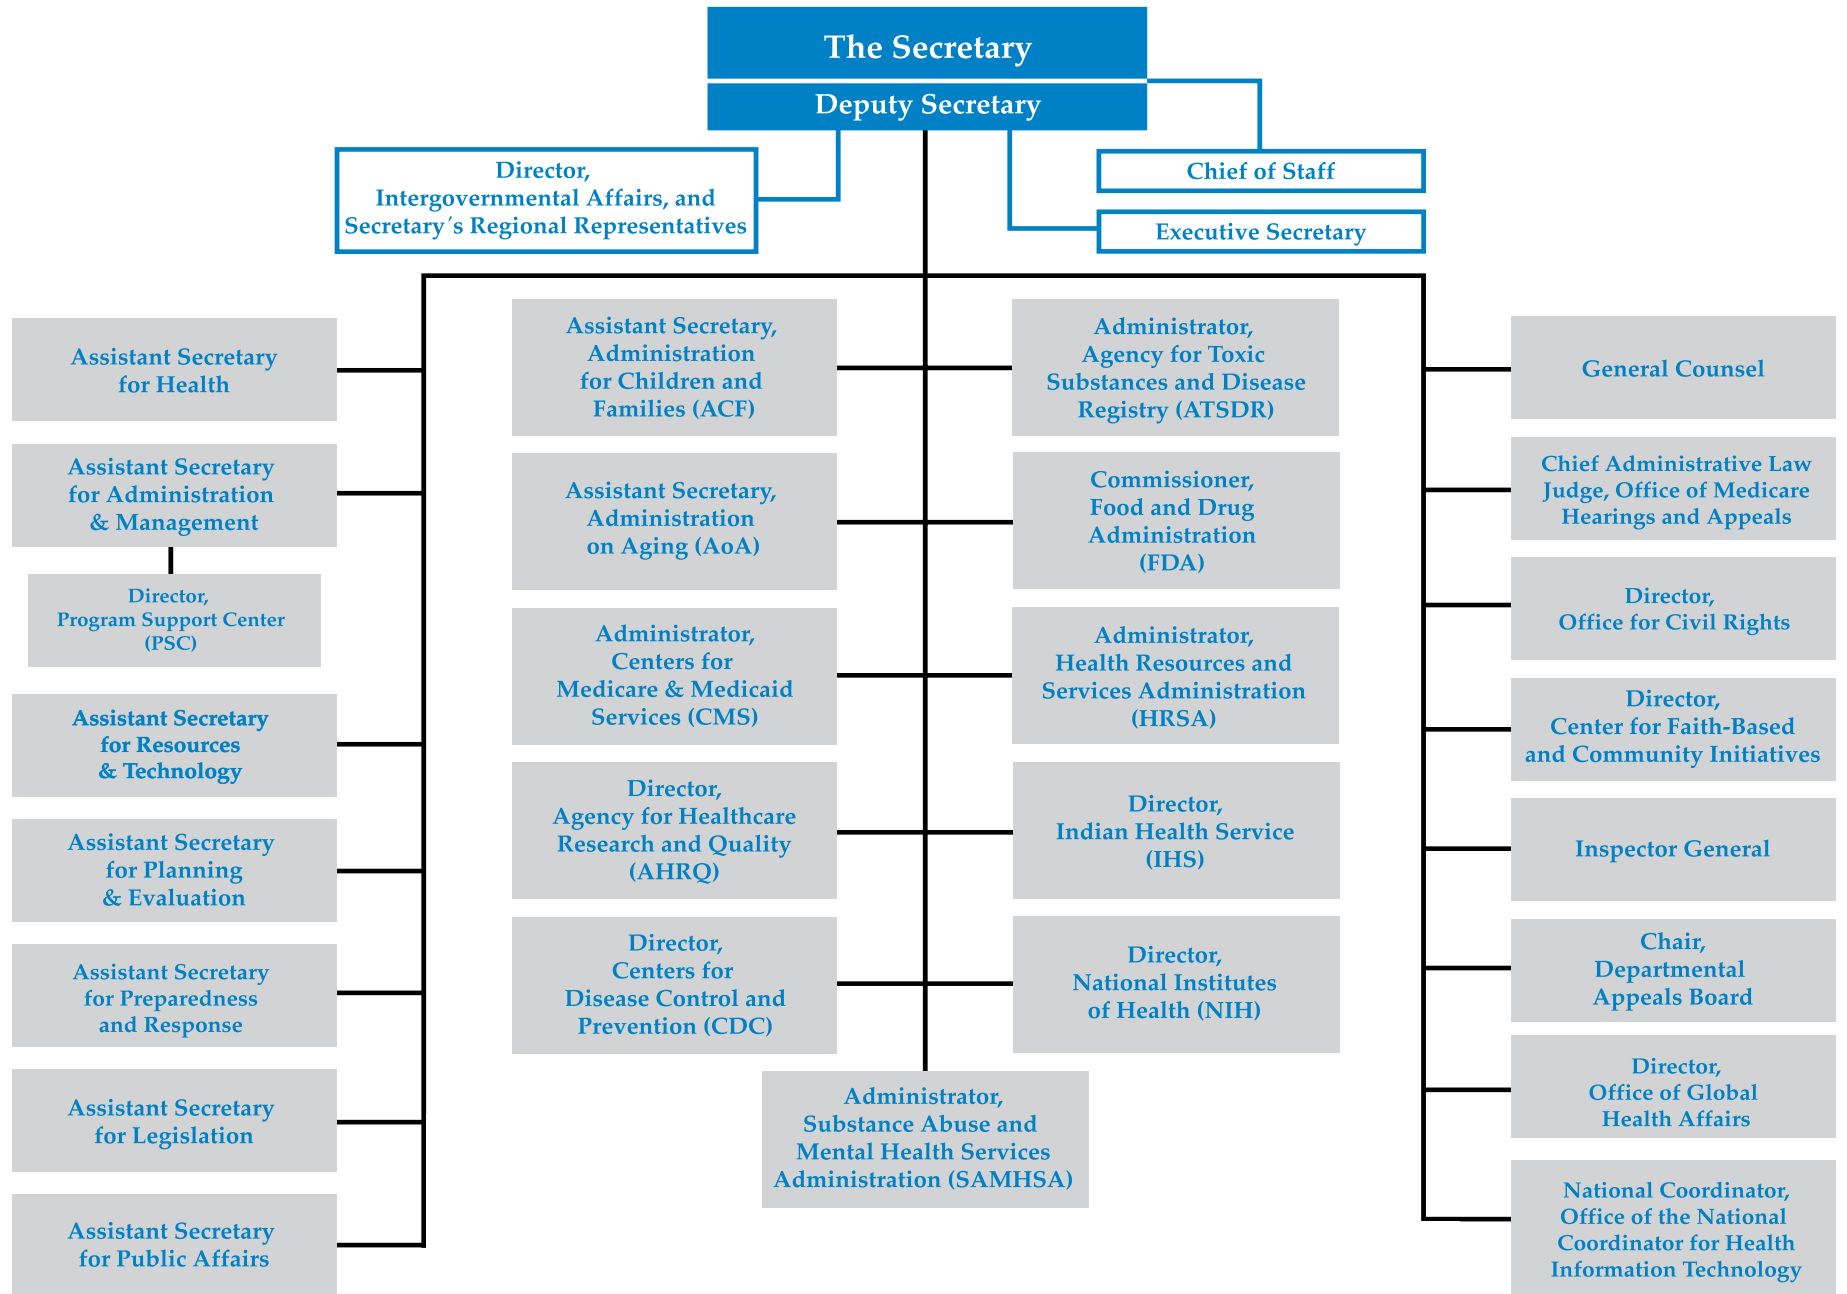 The Secretary
Deputy Secretary
Director,
Intergovernmental Affairs, and
Secretary´s Regional Representatives
Chief of Staff
Executive Secretary
Assistant Secretary
for Health
Assistant Secretary
for Administration
& Management
Director,
Program Support Center
(PSC)
Assistant Secretary
for Resources
& Technology
Assistant Secretary
for Planning
& Evaluation
Assistant Secretary
for Preparedness
and Response
Assistant Secretary
for Legislation
Assistant Secretary
for Public Affairs
Assistant Secretary,
Administration
for Children and
Families (ACF)
Assistant Secretary,
Administration
on Aging (AoA)
Administrator,
Centers for
Medicare & Medicaid
Services (CMS)
Director,
Agency for Healthcare
Research and Quality
(AHRQ)
Director,
Centers for
Disease Control and
Prevention (CDC)
Administrator,
Agency for Toxic
Substances and Disease
Registry (ATSDR)
Commissioner,
Food and Drug
Administration
(FDA)
Administrator,
Health Resources and
Services Administration
(HRSA)
Director,
Indian Health Service
(IHS)
Director,
National Institutes
of Health (NIH)
Administrator,
Substance Abuse and
Mental Health Services
Administration (SAMHSA)
General Counsel
Chief Administrative Law
Judge, Office of Medicare
Hearings and Appeals
Director,
Office for Civil Rights
Director,
Center for Faith-Based
and Community Initiatives
Inspector General
Chair,
Departmental
Appeals Board
Director,
Office of Global
Health Affairs
National Coordinator,
Office of the National
Coordinator for Health
Information Technology